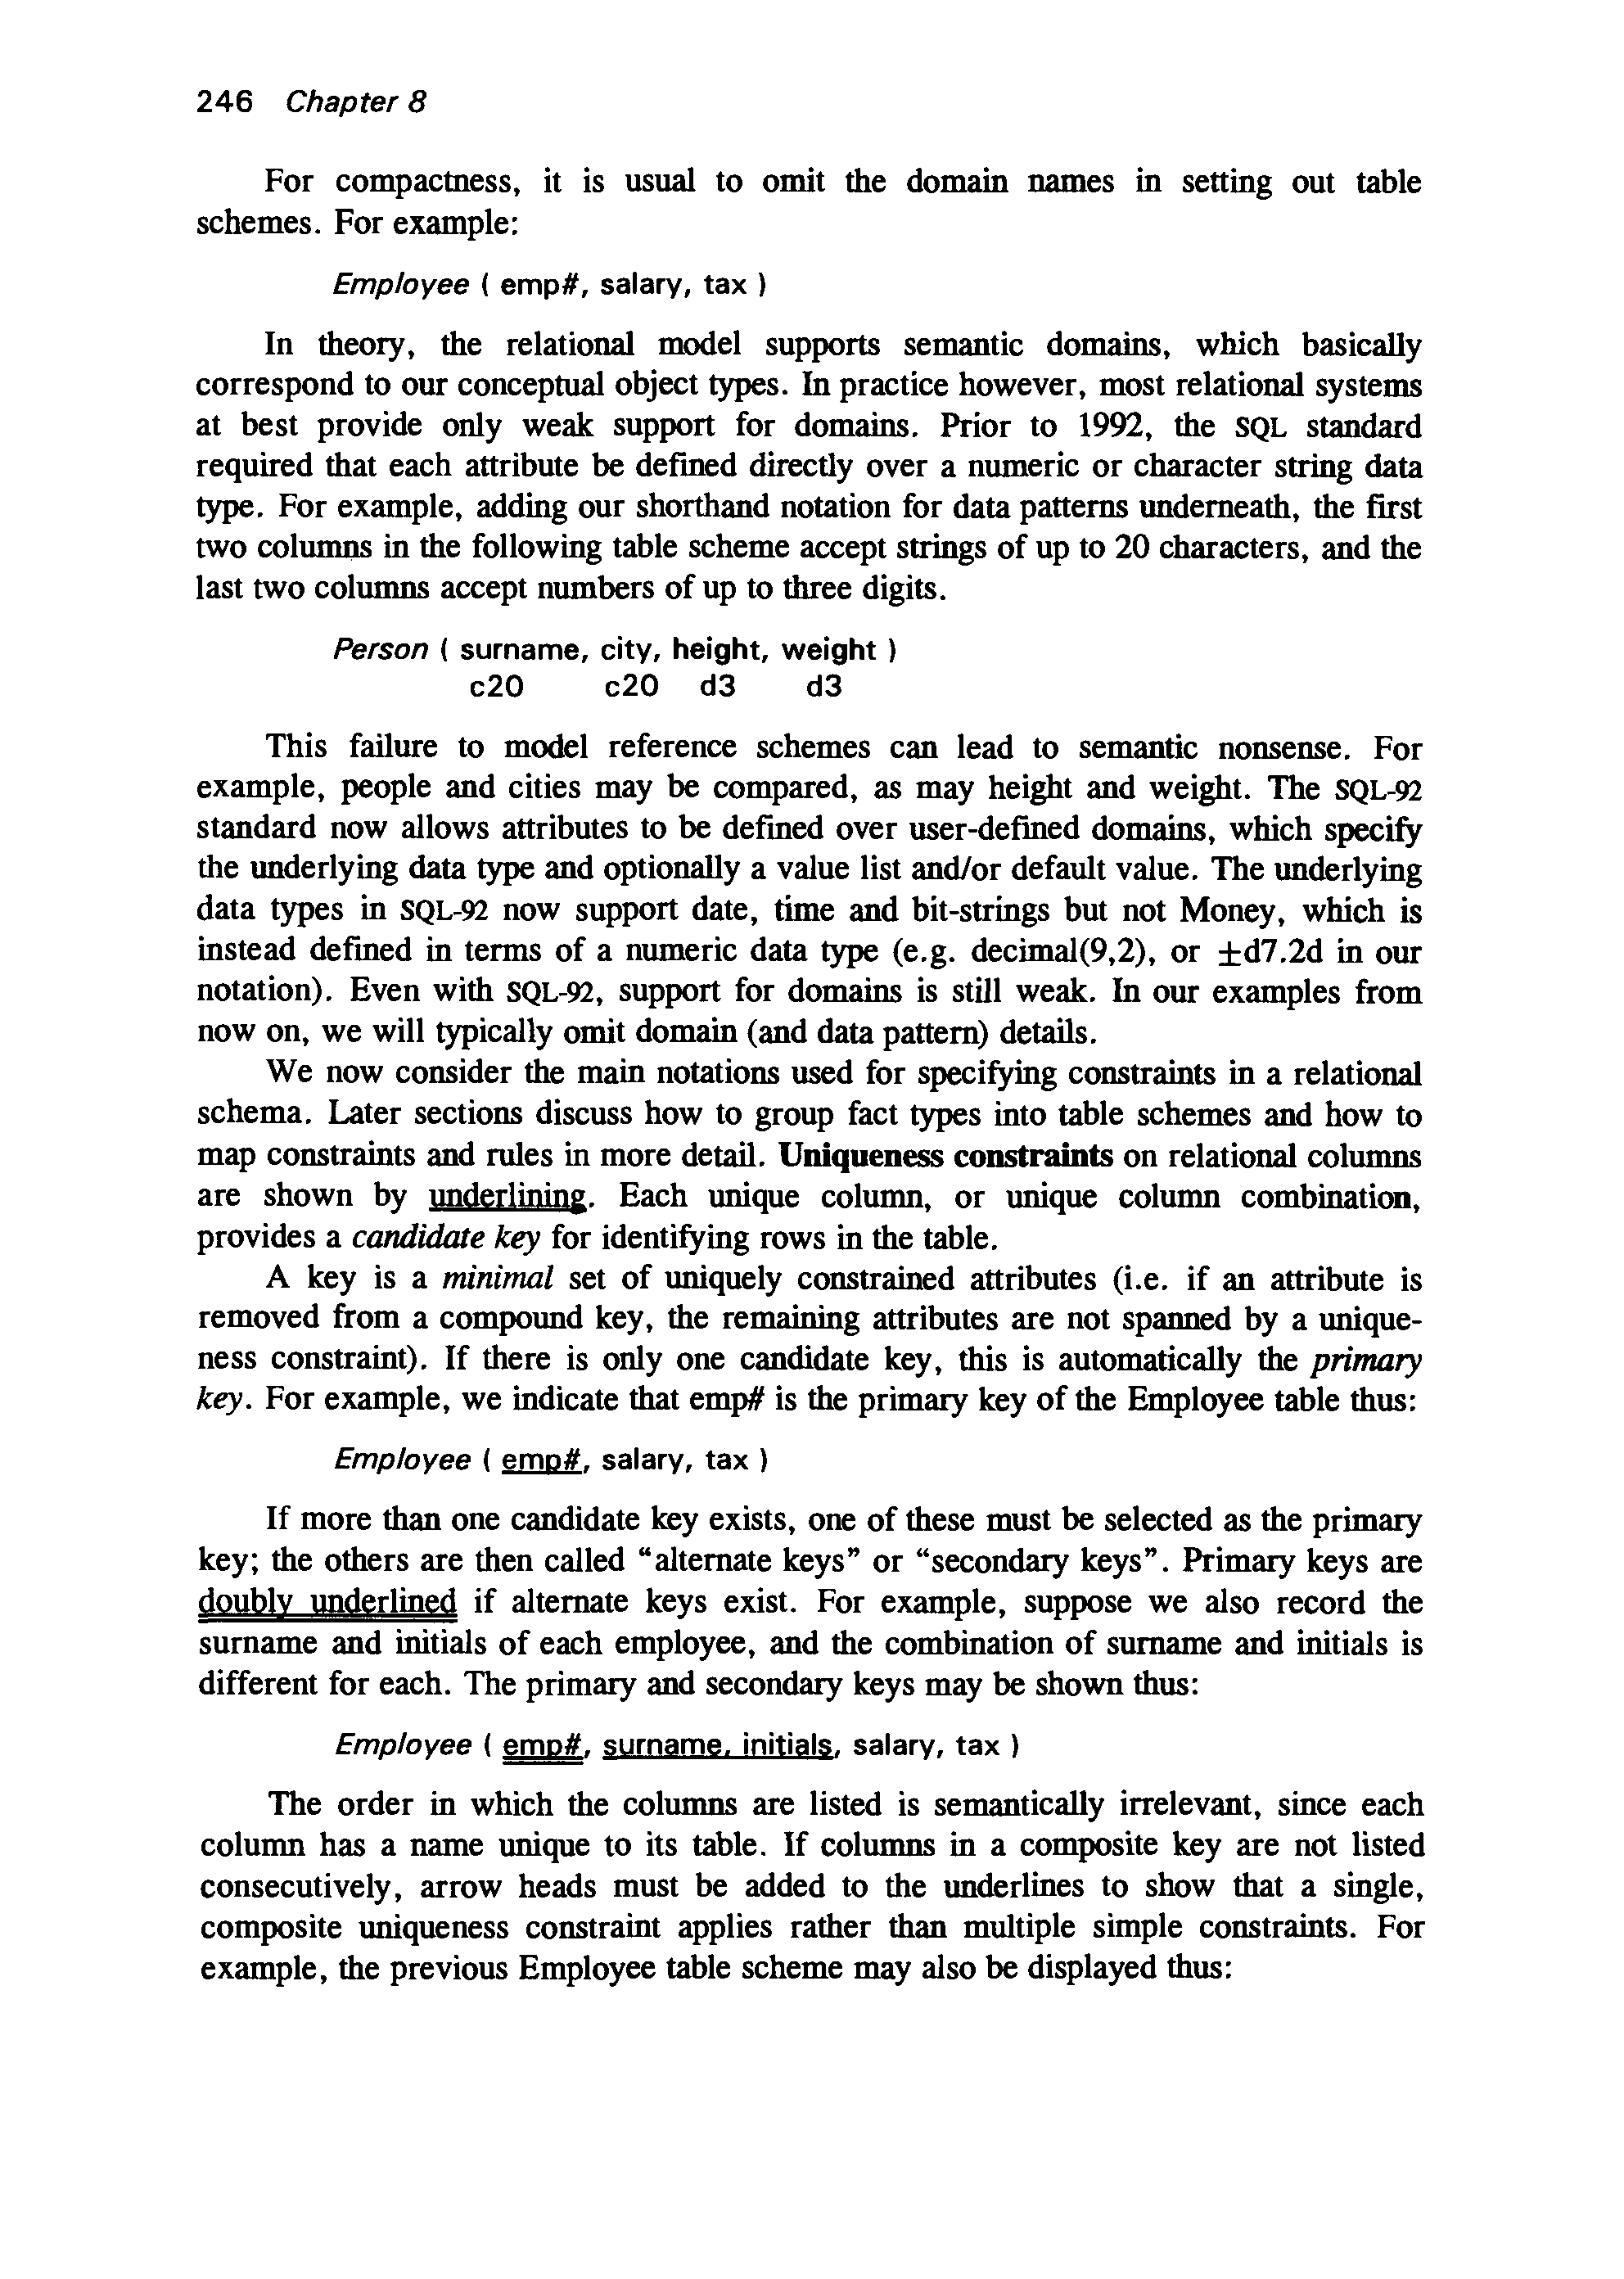 246 Chapter 8
For compactness, it is usual to omit the domain names in setting out table
schemes. For example:
Employee ( emp#, salary, tax )
In theory, the relational model supports semantic domains, which basically
correspond to our conceptual object types. In practice however, most relational systems
at best provide only weak support for domains. Prior to 1992, the SQL standard
required that each attribute be defined directly over a numeric or character string data
type. For example, adding our shorthand notation for data patterns underneath, the first
two columns in the following table scheme accept strings of up to 20 characters, and the
last two columns accept numbers of up to three digits.
Person ( surname, city, height, weight )
c20 c20 d3 d3
This failure to model reference schemes can lead to semantic nonsense. For
example, people and cities may be compared, as may height and weight. The SQL-92
standard now allows attributes to be defined over user-defined domains, which specify
the underlying data type and optionally a value list and/or default value. The underlying
data types in SQL-92 now support date, time and bit-strings but not Money, which is
instead defined in terms of a numeric data type (e.g. decimal(9,2), or ±d7.2d in our
notation). Even with SQL-92, support for domains is still weak. In our examples from
now on, we will typically omit domain (and data pattern) details.
We now consider the main notations used for specifying constraints in a relational
schema. Later sections discuss how to group fact types into table schemes and how to
map constraints and rules in more detail. Uniqueness constraints on relational columns
are shown by underlining. Each unique column, or unique column combination,
provides a candidate key for identifying rows in the table.
A key is a minimal set of uniquely constrained attributes (i.e. if an attribute is
removed from a compound key, the remaining attributes are not spanned by a unique-
ness constraint). If there is only one candidate key, this is automatically the primary
key. For example, we indicate that emp# is the primary key of the Employee table thus:
Employee ( emp#, salary, tax )
If more than one candidate key exists, one of these must be selected as the primary
key; the others are then called “alternate keys” or “secondary keys”. Primary keys are
doubly underlined if alternate keys exist. For example, suppose we also record the
surname and initials of each employee, and the combination of surname and initials is
different for each. The primary and secondary keys may be shown thus:
Employee ( emp#, surname, initials, salary, tax )
The order in which the columns are listed is semantically irrelevant, since each
column has a name unique to its table. If columns in a composite key are not listed
consecutively, arrow heads must be added to the underlines to show that a single,
composite uniqueness constraint applies rather than multiple simple constraints. For
example, the previous Employee table scheme may also be displayed thus: